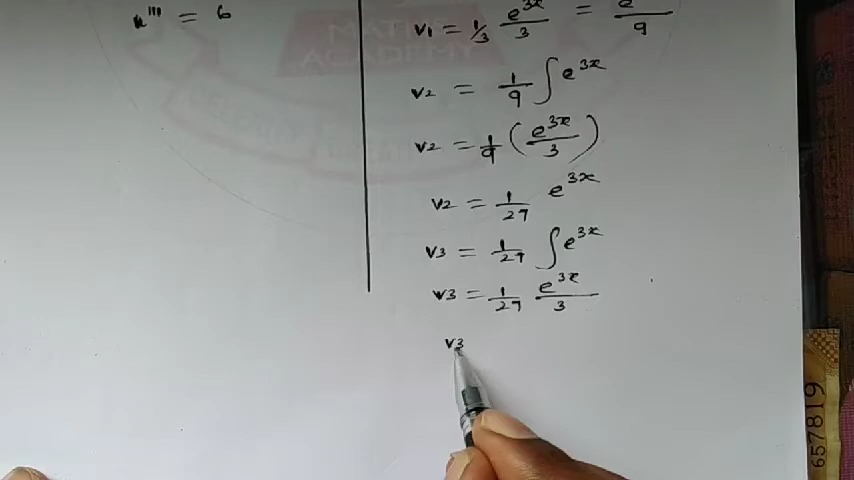 u''' = 6
v1 = 1/3 e^3x/3 = e/9
v2 = 1/9 ∫ e^3x
v2 = 1/9 (e^3x/3)
v2 = 1/27 e^3x
v3 = 1/27 ∫ e^3x
v3 = 1/27 e^3x/3
v3
ACADEMY
657819